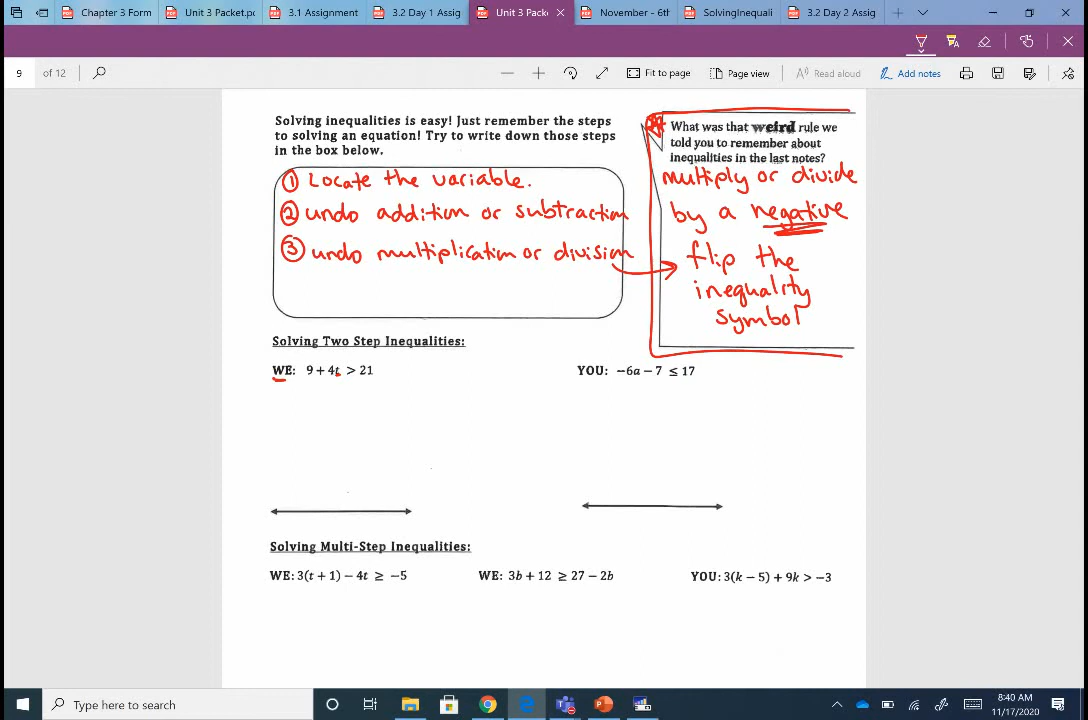 Chapter 3 Form
Unit 3 Packet.pc
3.1 Assignment
3.2 Day 1 Assig
Unit 3 Pack
November - 6th
SolvingInequali
3.2 Day 2 Assig
9 of 12
Fit to page
Page view
Read aloud
Add notes
Solving inequalities is easy! Just remember the steps
to solving an equation! Try to write down those steps
in the box below.
① Locate the variable.
② undo addition or subtraction
③ undo multiplication or division
What was that weird rule we
told you to remember about
inequalities in the last notes?
multiply or divide
by a negative
flip the
inequality
symbol
Solving Two Step Inequalities:
WE: 9 + 4t > 21
YOU: −6a − 7 ≤ 17
Solving Multi-Step Inequalities:
WE: 3(t + 1) − 4t ≥ −5
WE: 3b + 12 ≥ 27 − 2b
YOU: 3(k − 5) + 9k > −3
Type here to search
8:40 AM
11/17/2020